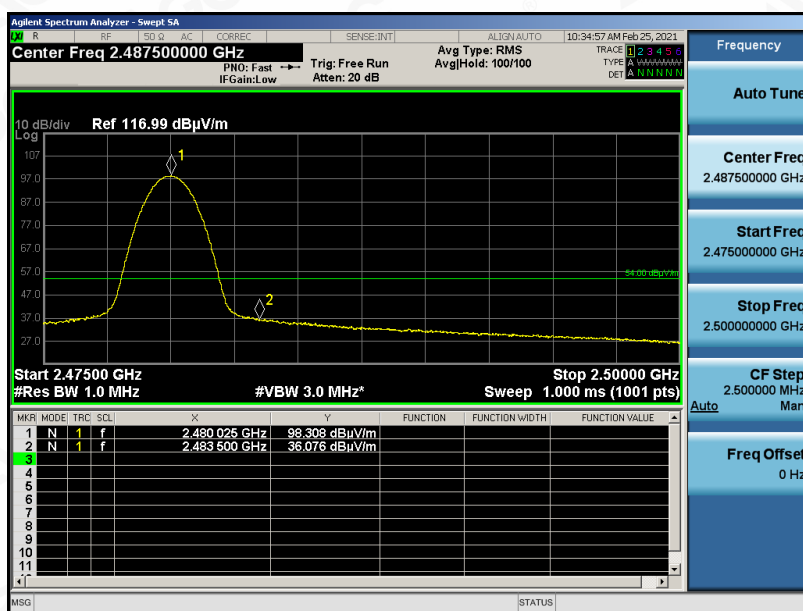 Agilent Spectrum Analyzer - Swept SA
LXI R RF 50 Ω AC CORREC SENSE:INT ALIGN AUTO 10:34:57 AM Feb 25, 2021
Center Freq 2.487500000 GHz
PNO: Fast
IFGain:Low
Trig: Free Run
Atten: 20 dB
Avg Type: RMS
Avg|Hold: 100/100
TRACE 1 2 3 4 5 6
TYPE A WWWWW
DET A N N N N N
10 dB/div
Log
Ref 116.99 dBµV/m
107
97.0
87.0
77.0
67.0
57.0
47.0
37.0
27.0
1
2
54.00 dBµV/m
Start 2.47500 GHz
Stop 2.50000 GHz
#Res BW 1.0 MHz
#VBW 3.0 MHz*
Sweep 1.000 ms (1001 pts)
MKR MODE TRC SCL X Y FUNCTION FUNCTION WIDTH FUNCTION VALUE
1 N 1 f 2.480 025 GHz 98.308 dBuV/m
2 N 1 f 2.483 500 GHz 36.076 dBuV/m
3
4
5
6
7
8
9
10
11
MSG
STATUS
Frequency
Auto Tune
Center Freq
2.487500000 GHz
Start Freq
2.475000000 GHz
Stop Freq
2.500000000 GHz
CF Step
2.500000 MHz
Auto Man
Freq Offset
0 Hz